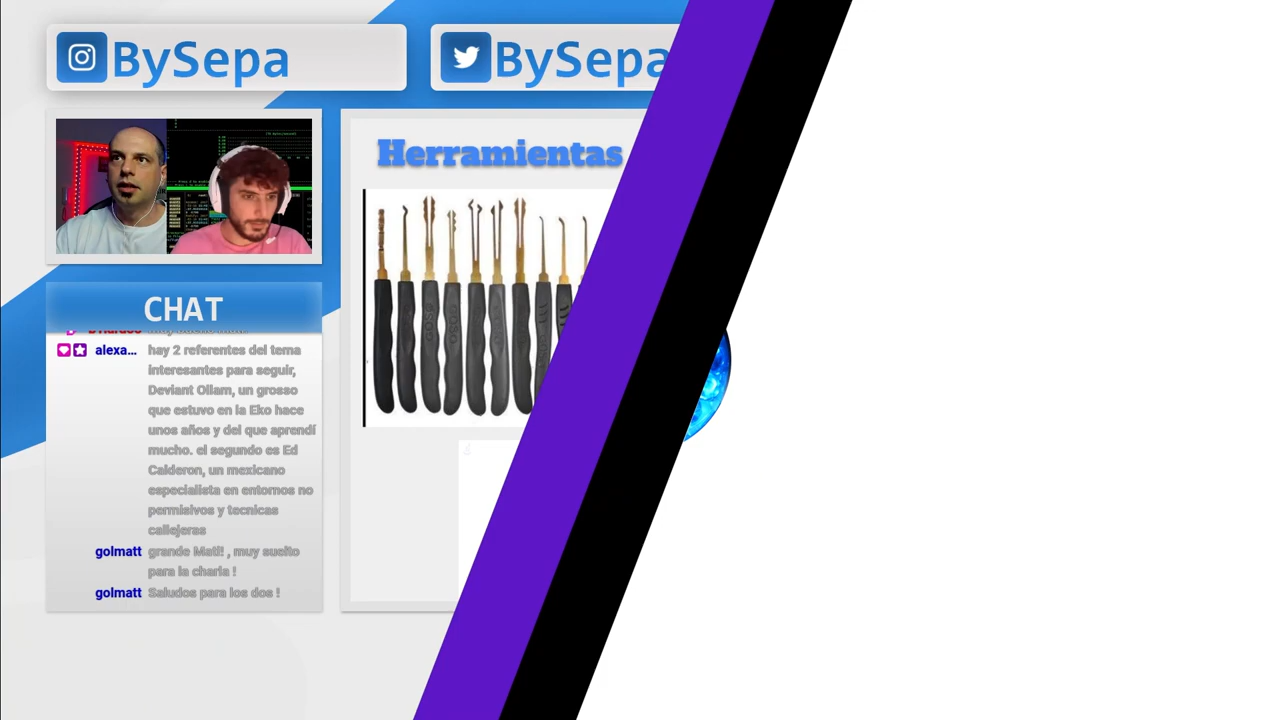 BySepa
BySepa
Herramientas
CHAT
alexa...
hay 2 referentes del tema
interesantes para seguir,
Deviant Ollam, un grosso
que estuvo en la Eko hace
unos años y del que aprendí
mucho. el segundo es Ed
Calderon, un mexicano
especialista en entornos no
permisivos y tecnicas
callejeras
golmatt grande Mati! , muy suelto
para la charla !
golmatt Saludos para los dos !
GOSO
GOSO